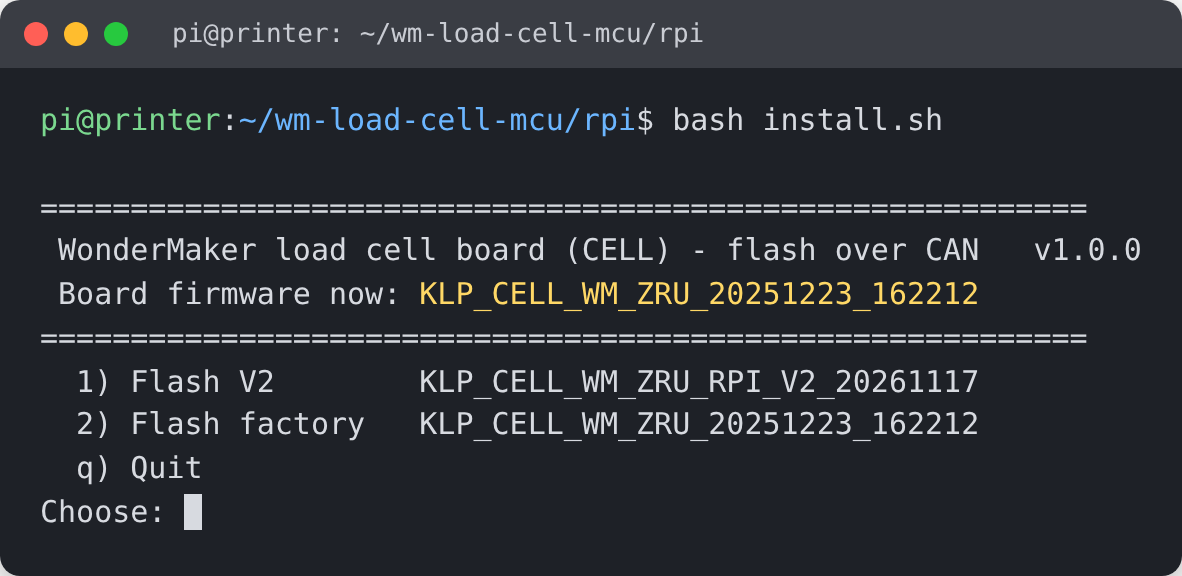 pi@printer: ~/wm-load-cell-mcu/rpi
pi@printer:~/wm-load-cell-mcu/rpi$ bash install.sh
==========================================================
WonderMaker load cell board (CELL) - flash over CAN   v1.0.0
Board firmware now: KLP_CELL_WM_ZRU_20251223_162212
==========================================================
1) Flash V2        KLP_CELL_WM_ZRU_RPI_V2_20261117
2) Flash factory   KLP_CELL_WM_ZRU_20251223_162212
q) Quit
Choose: